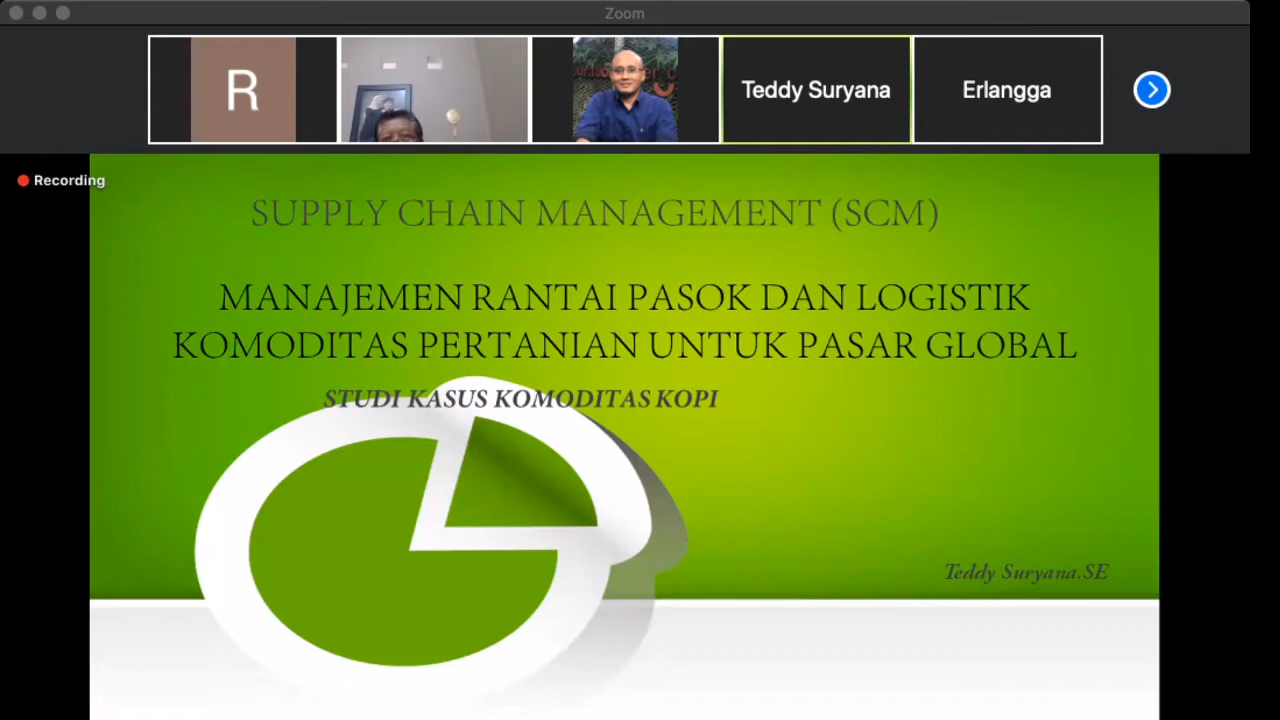 Zoom
R
Teddy Suryana
Erlangga
Recording
SUPPLY CHAIN MANAGEMENT (SCM)
MANAJEMEN RANTAI PASOK DAN LOGISTIK
KOMODITAS PERTANIAN UNTUK PASAR GLOBAL
STUDI KASUS KOMODITAS KOPI
Teddy Suryana.SE